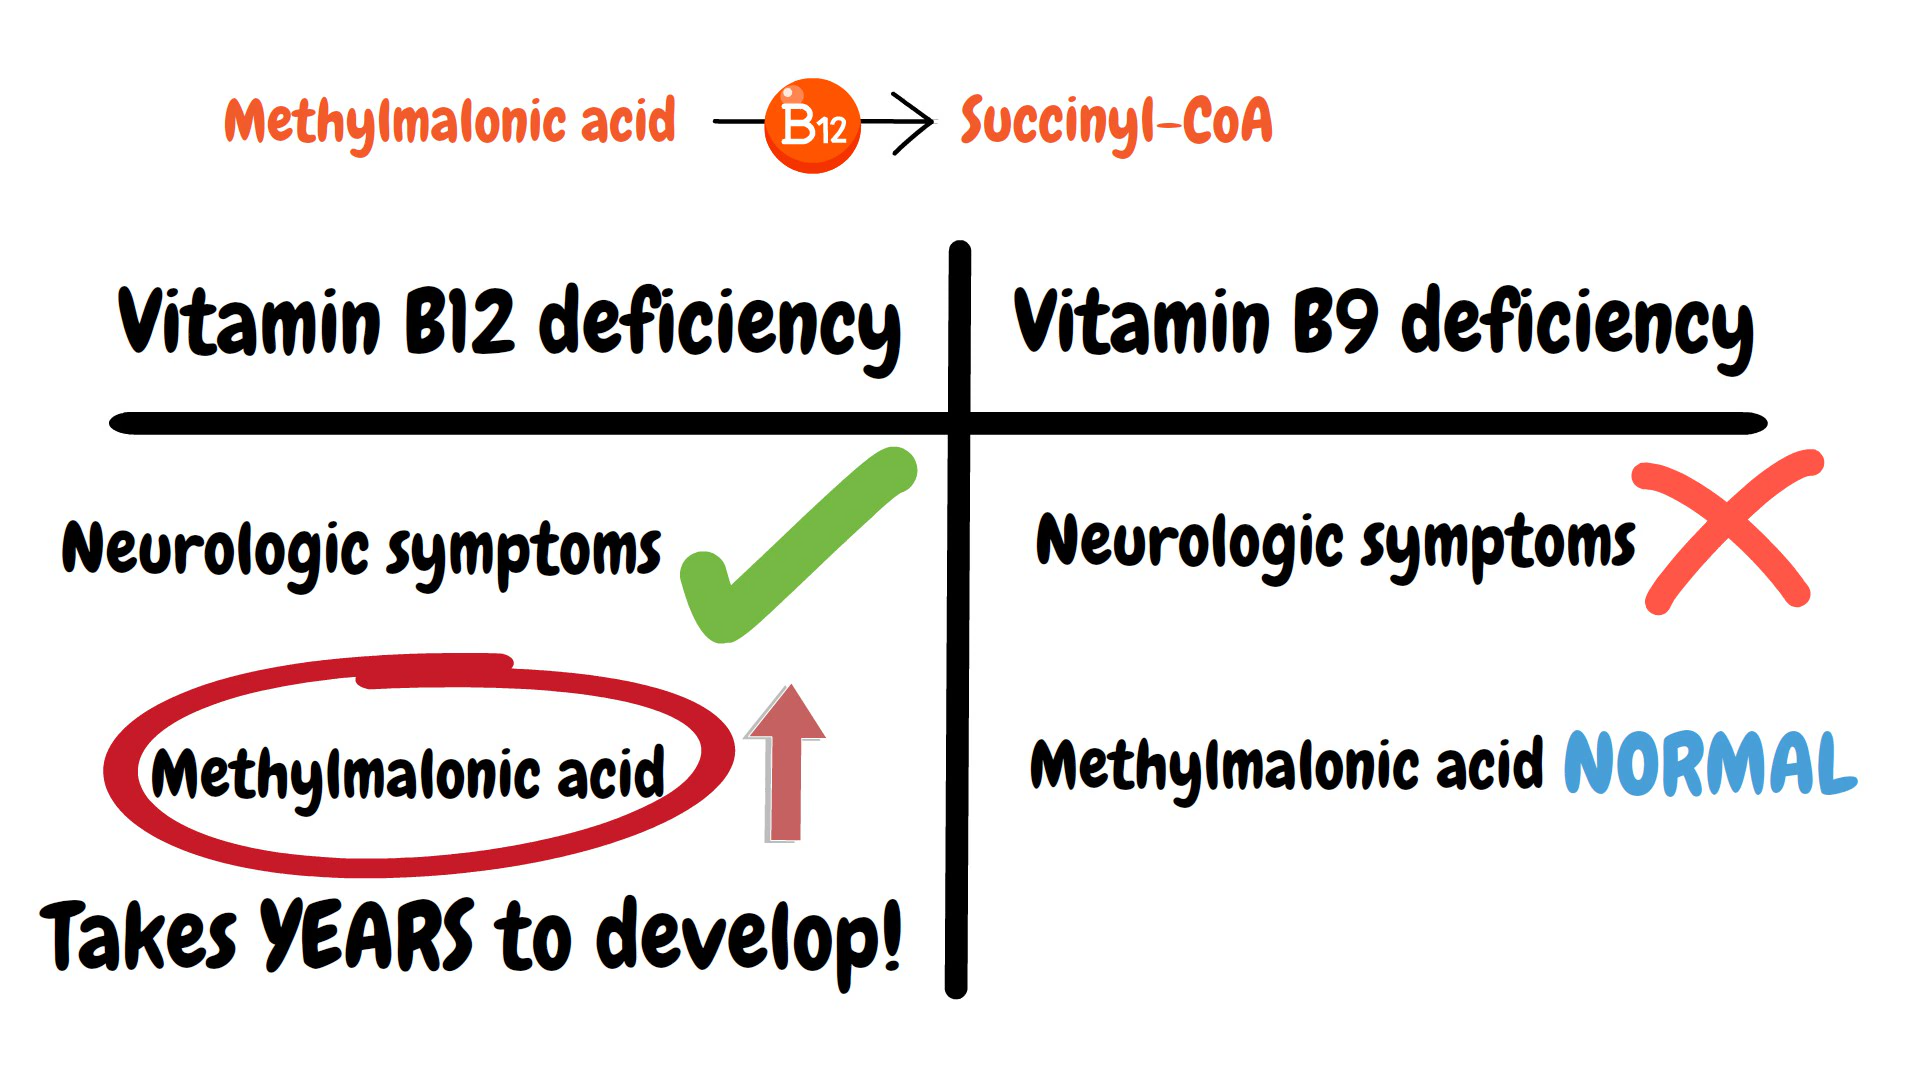 Methylmalonic acid B12 Succinyl-CoA
Vitamin B12 deficiency
Vitamin B9 deficiency
Neurologic symptoms
Neurologic symptoms
Methylmalonic acid
Methylmalonic acid NORMAL
Takes YEARS to develop!